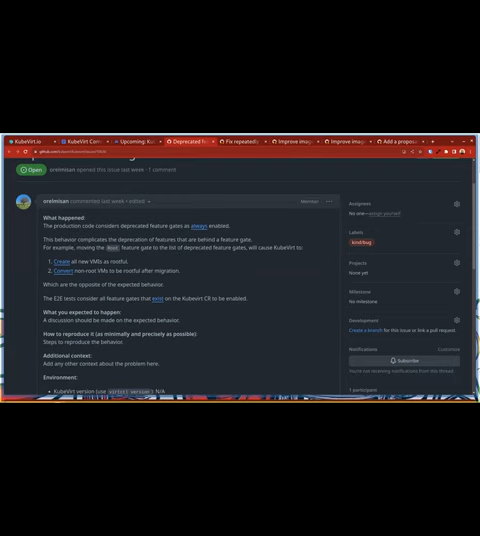 KubeVirt.io
KubeVirt Com
Upcoming: Ku
Deprecated fe
Fix repeatedly
Improve imag
Improve imag
Add a propos
Open
orelmisan opened this issue last week · 1 comment
orelmisan commented last week • edited
Member
What happened:
The production code considers deprecated feature gates as always enabled.
This behavior complicates the deprecation of features that are behind a feature gate.
For example, moving the Root feature gate to the list of deprecated feature gates, will cause KubeVirt to:
1. Create all new VMIs as rootful.
2. Convert non-root VMs to be rootful after migration.
Which are the opposite of the expected behavior.
The E2E tests consider all feature gates that exist on the Kubevirt CR to be enabled.
What you expected to happen:
A discussion should be made on the expected behavior.
How to reproduce it (as minimally and precisely as possible):
Steps to reproduce the behavior.
Additional context:
Add any other context about the problem here.
Environment:
• KubeVirt version (use virtctl version): N/A
Assignees
No one—assign yourself
Labels
kind/bug
Projects
None yet
Milestone
No milestone
Development
Create a branch for this issue or link a pull request.
Notifications
Customize
Subscribe
You're not receiving notifications from this thread.
1 participant